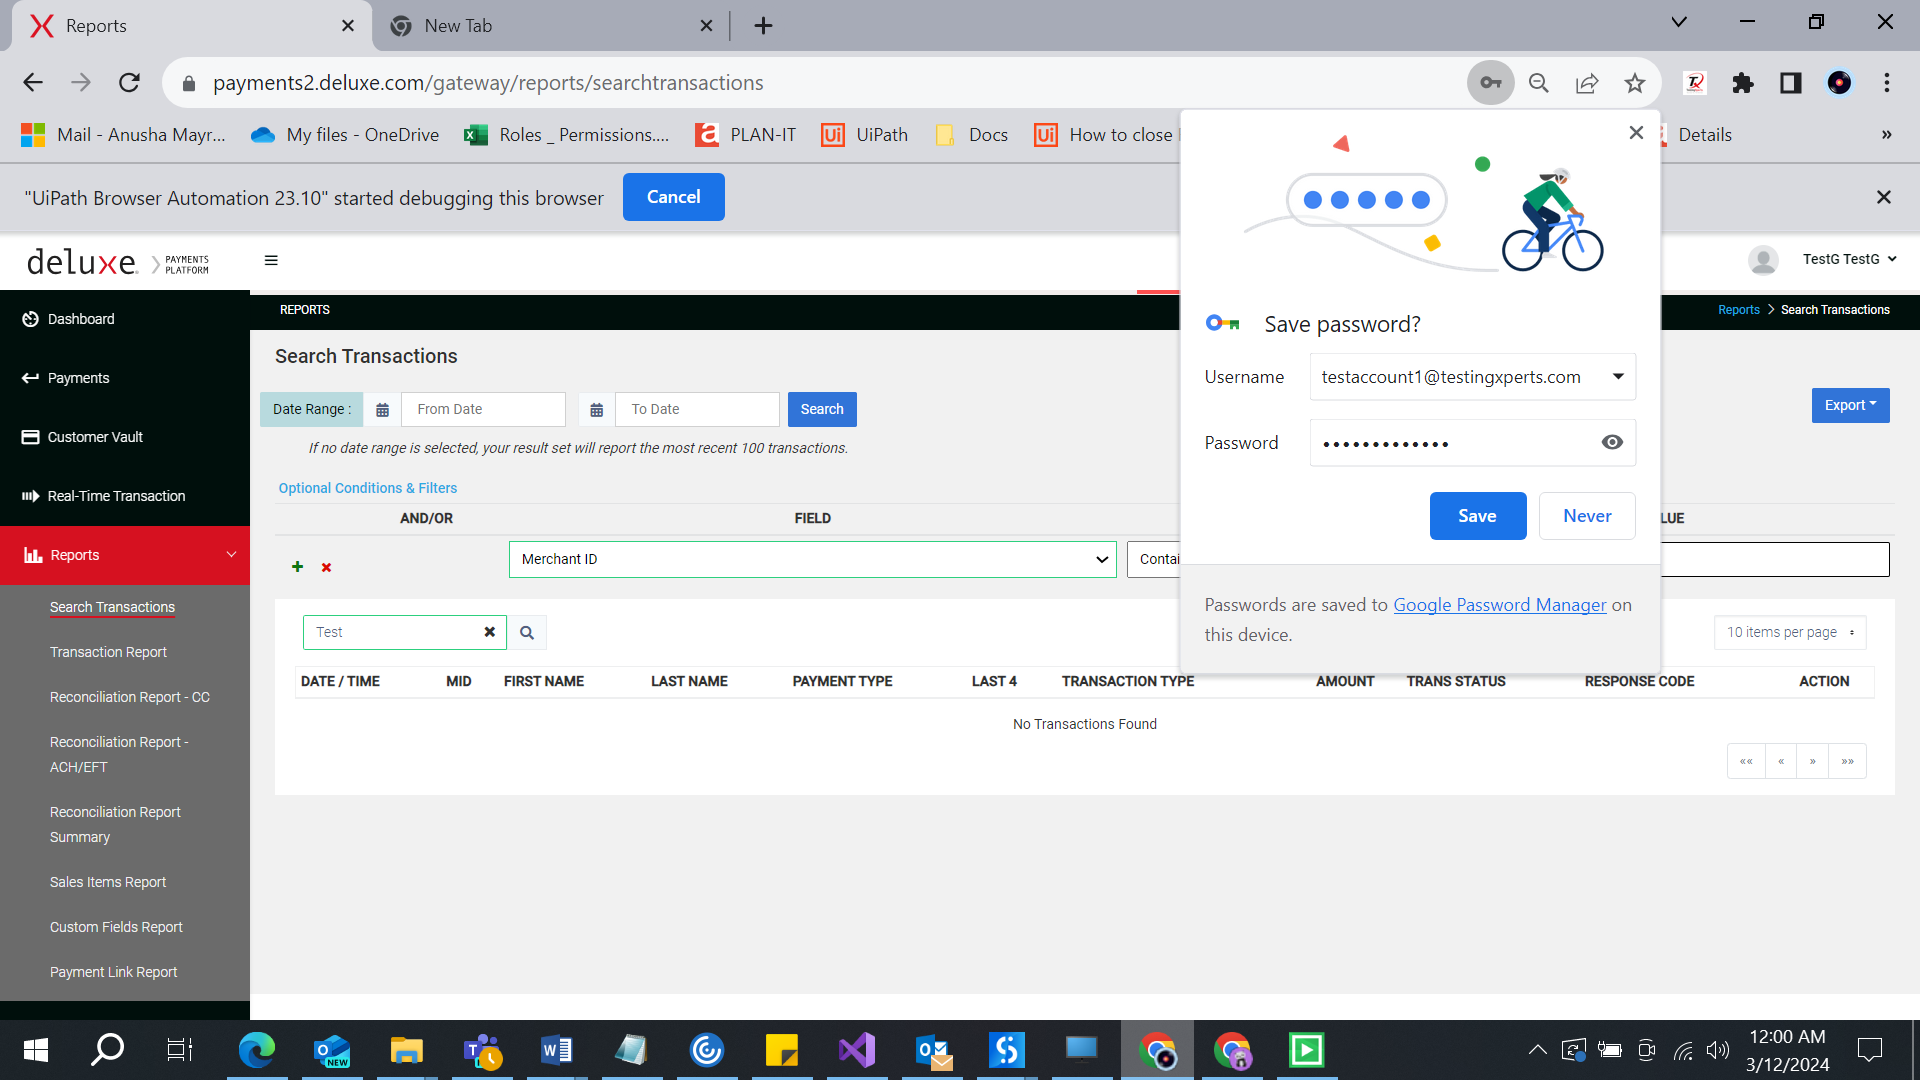 Reports
New Tab
payments2.deluxe.com/gateway/reports/searchtransactions
Mail - Anusha Mayr...
My files - OneDrive
Roles _ Permissions....
PLAN-IT
UiPath
Docs
How to close
Details
"UiPath Browser Automation 23.10" started debugging this browser
Cancel
deluxe. PAYMENTS PLATFORM
TestG TestG
REPORTS
Reports > Search Transactions
Dashboard
Payments
Customer Vault
Real-Time Transaction
Reports
Search Transactions
Transaction Report
Reconciliation Report - CC
Reconciliation Report -
ACH/EFT
Reconciliation Report
Summary
Sales Items Report
Custom Fields Report
Payment Link Report
Search Transactions
Date Range :
From Date
To Date
Search
Export
If no date range is selected, your result set will report the most recent 100 transactions.
Optional Conditions & Filters
AND/OR
FIELD
LUE
Merchant ID
Contai
Test
10 items per page
DATE / TIME
MID
FIRST NAME
LAST NAME
PAYMENT TYPE
LAST 4
TRANSACTION TYPE
AMOUNT
TRANS STATUS
RESPONSE CODE
ACTION
No Transactions Found
«« « » »»
Save password?
Username
testaccount1@testingxperts.com
Password
•••••••••••••
Save
Never
Passwords are saved to Google Password Manager on
this device.
NEW
12:00 AM
3/12/2024